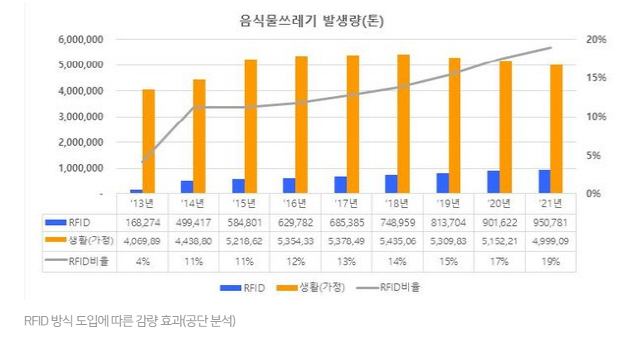 음식물쓰레기 발생량(톤)
6,000,000 20%
5,000,000
4,000,000 15%
3,000,000 10%
2,000,000
1,000,000 5%
- 0%
'13년 '14년 '15년 '16년 '17년 '18년 '19년 '20년 '21년
RFID 168,274 499,417 584,801 629,782 685,385 748,959 813,704 901,622 950,781
생활(가정) 4,069,89 4,438,80 5,218,62 5,354,33 5,378,49 5,435,06 5,309,83 5,152,21 4,999,09
RFID비율 4% 11% 11% 12% 13% 14% 15% 17% 19%
RFID 생활(가정) RFID비율
RFID 방식 도입에 따른 감량 효과(공단 분석)